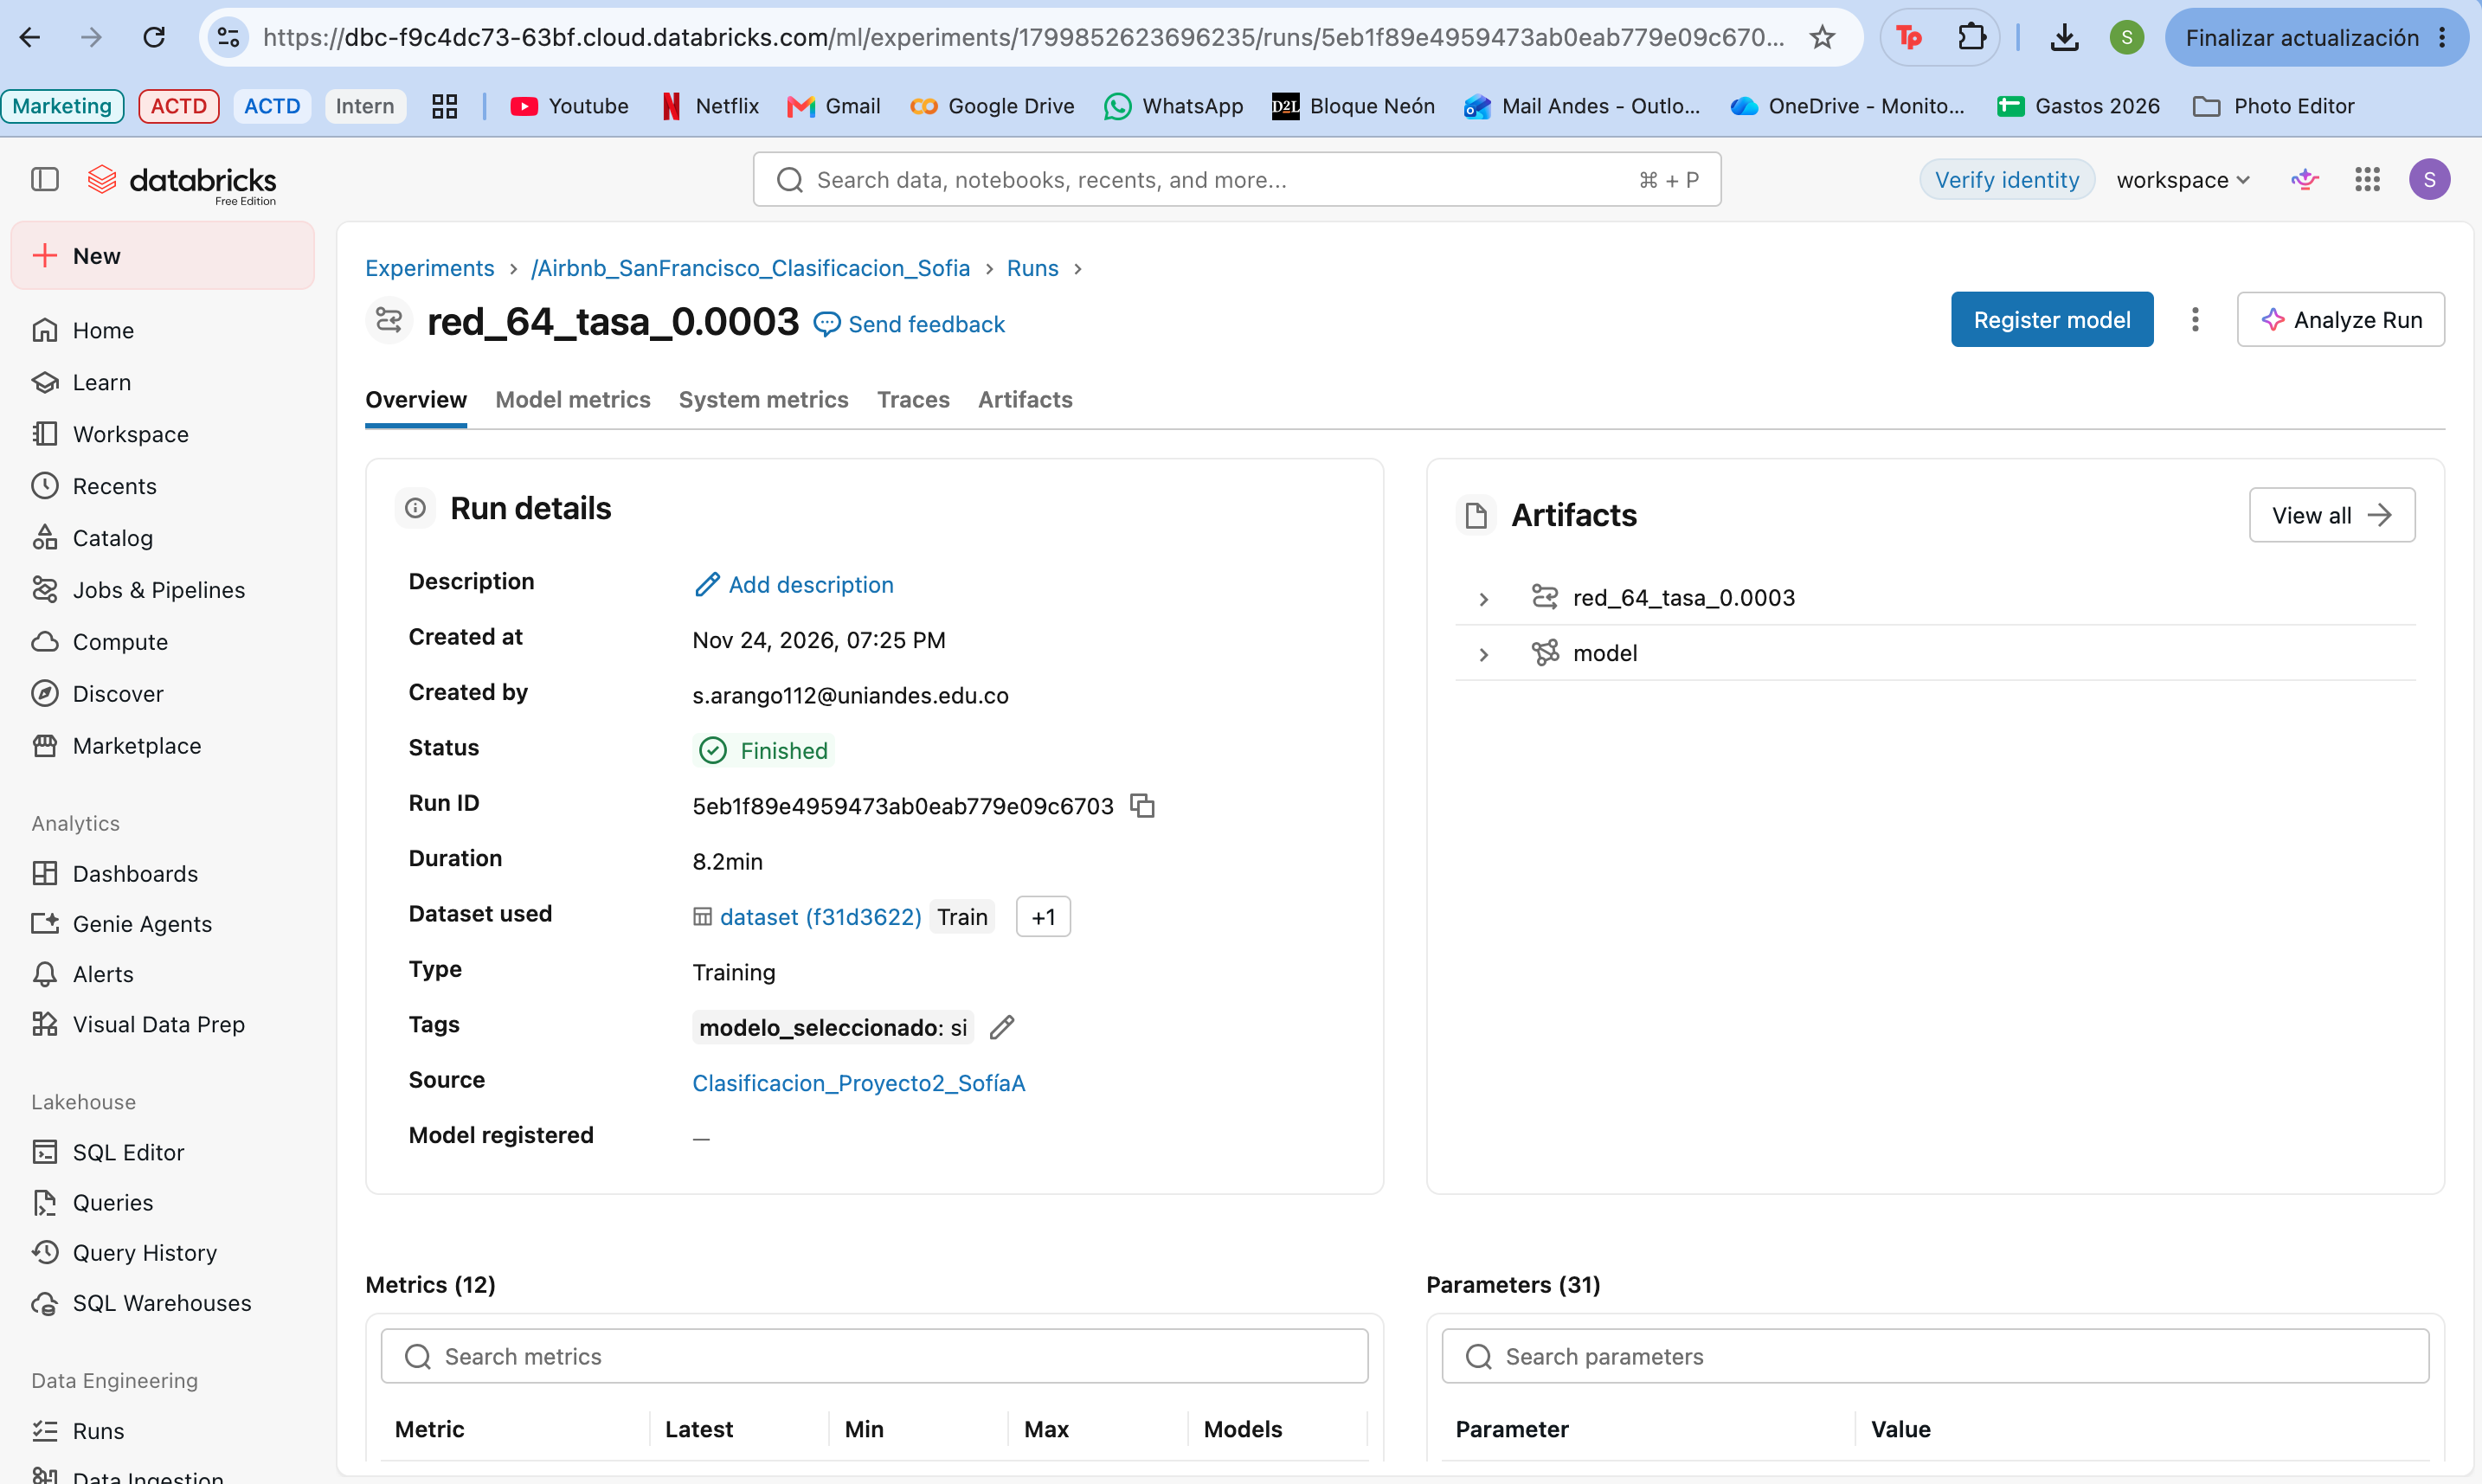 https://dbc-f9c4dc73-63bf.cloud.databricks.com/ml/experiments/1799852623696235/runs/5eb1f89e4959473ab0eab779e09c670...
Tp
S
Finalizar actualización
Marketing
ACTD
ACTD
Intern
Youtube
Netflix
Gmail
Google Drive
WhatsApp
D2L
Bloque Neón
Mail Andes - Outlo...
OneDrive - Monito...
Gastos 2026
Photo Editor
databricks
Free Edition
Search data, notebooks, recents, and more...
⌘ + P
Verify identity
workspace
S
New
Home
Learn
Workspace
Recents
Catalog
Jobs & Pipelines
Compute
Discover
Marketplace
Analytics
Dashboards
Genie Agents
Alerts
Visual Data Prep
Lakehouse
SQL Editor
Queries
Query History
SQL Warehouses
Data Engineering
Runs
Data Ingestion
Experiments > /Airbnb_SanFrancisco_Clasificacion_Sofia > Runs >
red_64_tasa_0.0003
Send feedback
Register model
Analyze Run
Overview
Model metrics
System metrics
Traces
Artifacts
Run details
Description
Add description
Created at
Nov 24, 2026, 07:25 PM
Created by
s.arango112@uniandes.edu.co
Status
Finished
Run ID
5eb1f89e4959473ab0eab779e09c6703
Duration
8.2min
Dataset used
dataset (f31d3622) Train +1
Type
Training
Tags
modelo_seleccionado: si
Source
Clasificacion_Proyecto2_SofíaA
Model registered
—
Artifacts
View all
red_64_tasa_0.0003
model
Metrics (12)
Search metrics
Metric
Latest
Min
Max
Models
Parameters (31)
Search parameters
Parameter
Value